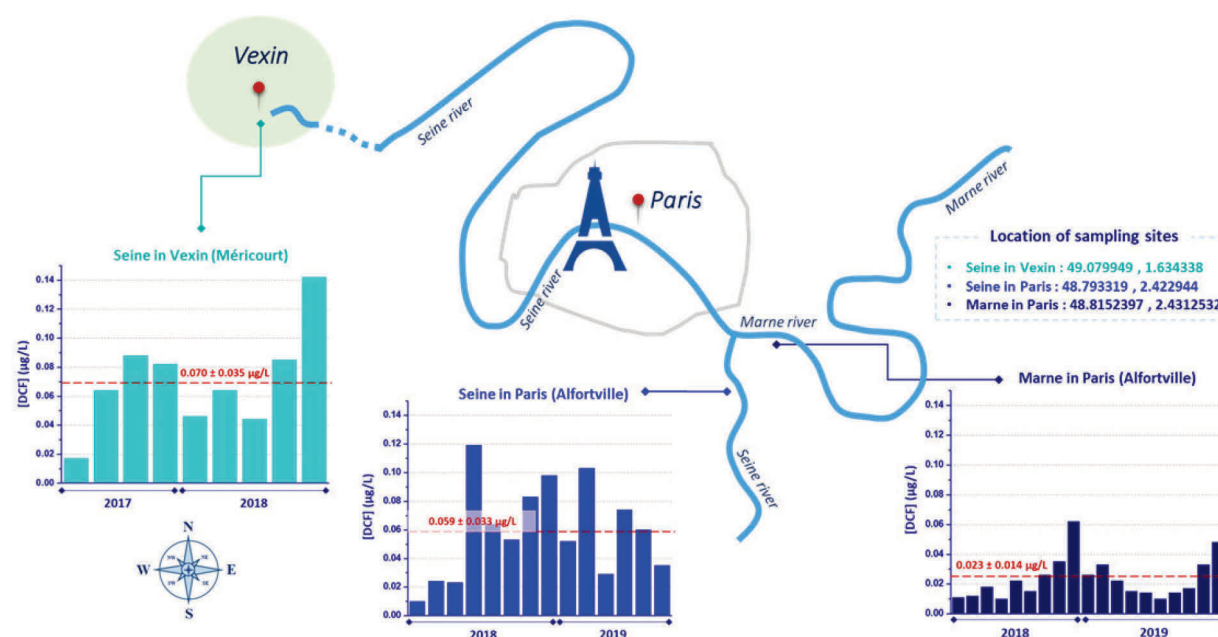 Vexin
Seine river
Paris
Marne river
Seine river
Marne river
Seine river
Location of sampling sites
• Seine in Vexin : 49.079949 , 1.634338
• Seine in Paris : 48.793319 , 2.422944
• Marne in Paris : 48.8152397 , 2.4312532
Seine in Vexin (Méricourt)
[DCF] (µg/L)
0.14
0.12
0.10
0.08
0.06
0.04
0.02
0.00
0.070 ± 0.035 µg/L
2017
2018
Seine in Paris (Alfortville)
[DCF] (µg/L)
0.14
0.12
0.10
0.08
0.06
0.04
0.02
0.00
0.059 ± 0.033 µg/L
2018
2019
Marne in Paris (Alfortville)
[DCF] (µg/L)
0.14
0.12
0.10
0.08
0.06
0.04
0.02
0.00
0.023 ± 0.014 µg/L
2018
2019
N
NW
NE
W
E
SW
SE
S